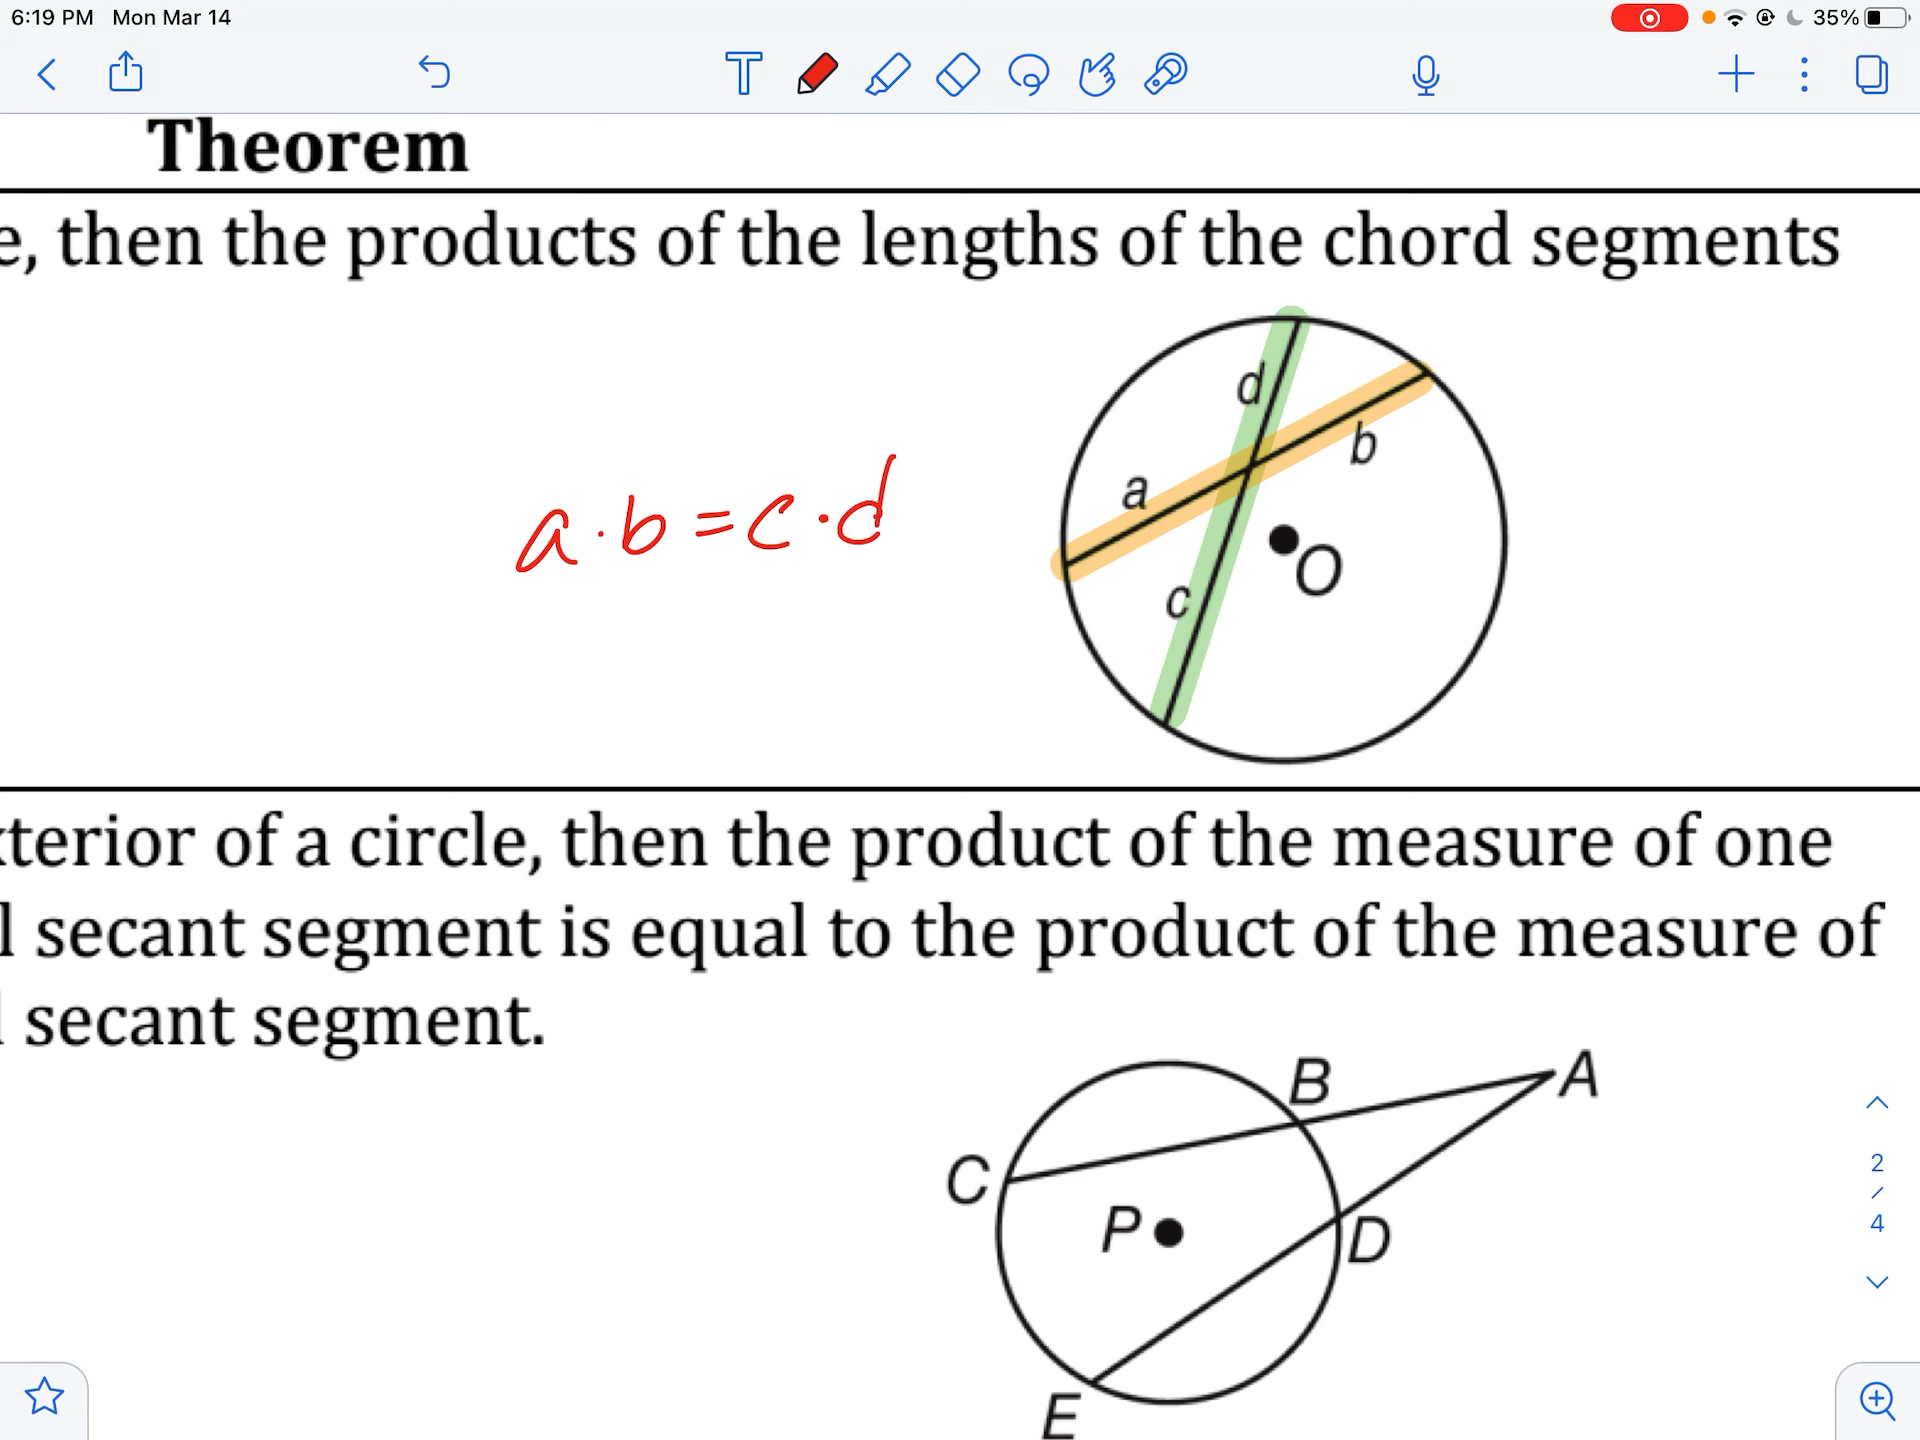 6:19 PM Mon Mar 14
35%
Theorem
e, then the products of the lengths of the chord segments
d
b
a
a·b=c·d
O
c
xterior of a circle, then the product of the measure of one
l secant segment is equal to the product of the measure of
secant segment.
B
A
C
P
D
E
2
/
4